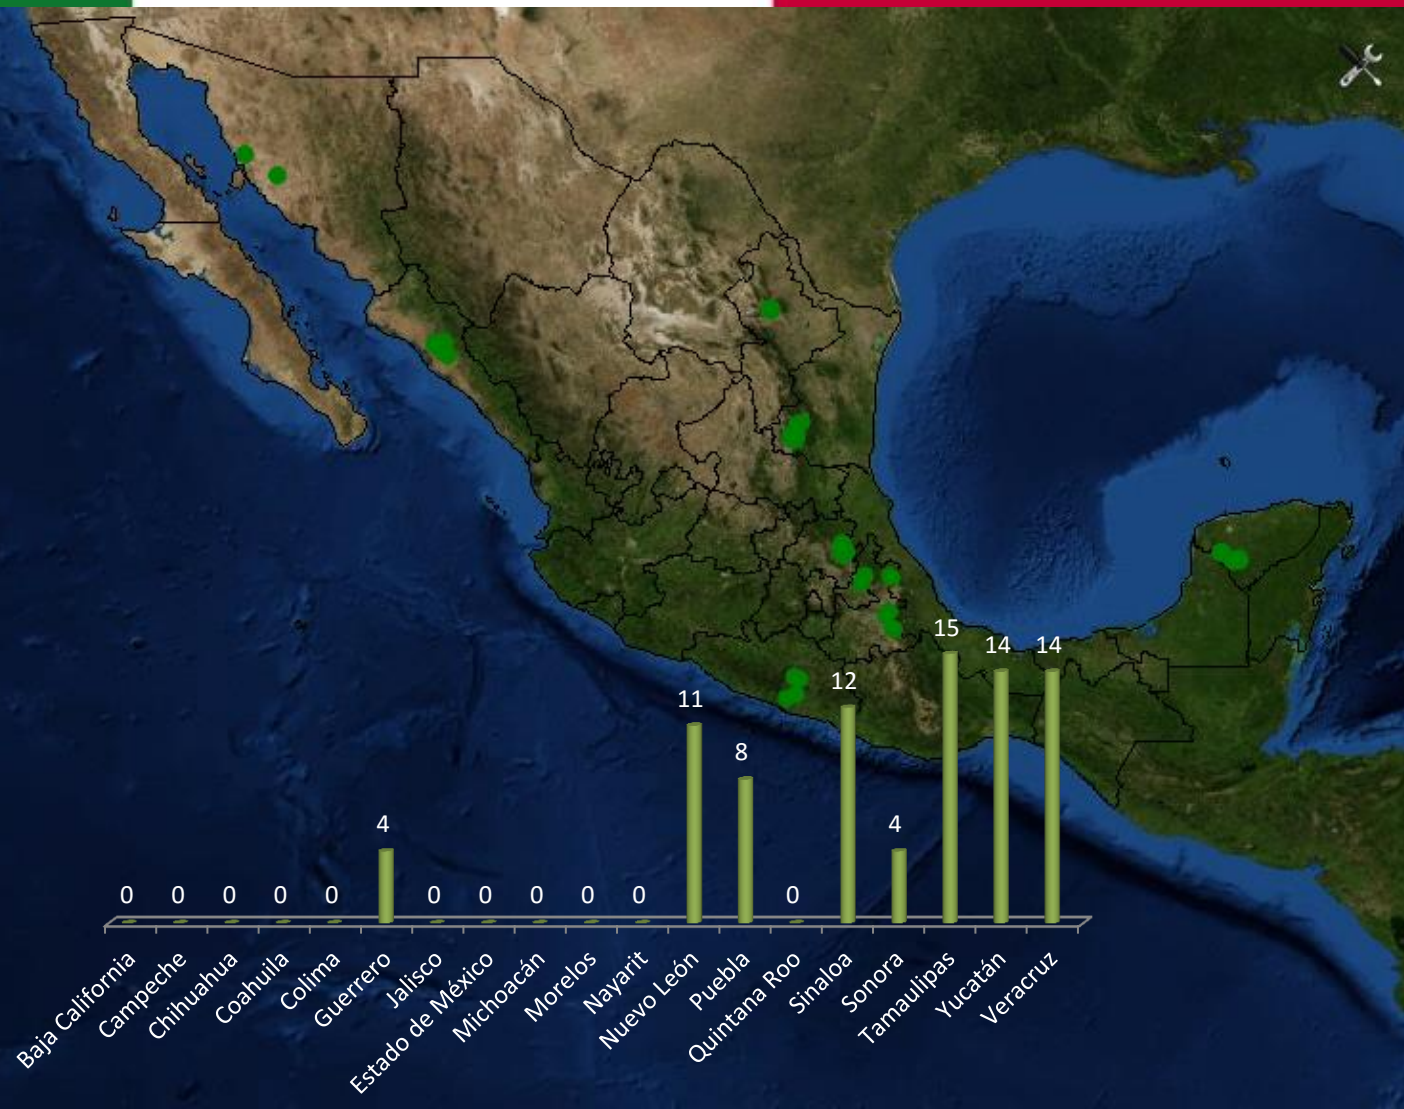 15
14
14
12
11
8
4
4
0
0
0
0
0
0
0
0
0
0
0
Baja California
Campeche
Chihuahua
Coahuila
Colima
Guerrero
Jalisco
Estado de México
Michoacán
Morelos
Nayarit
Nuevo León
Puebla
Quintana Roo
Sinaloa
Sonora
Tamaulipas
Yucatán
Veracruz